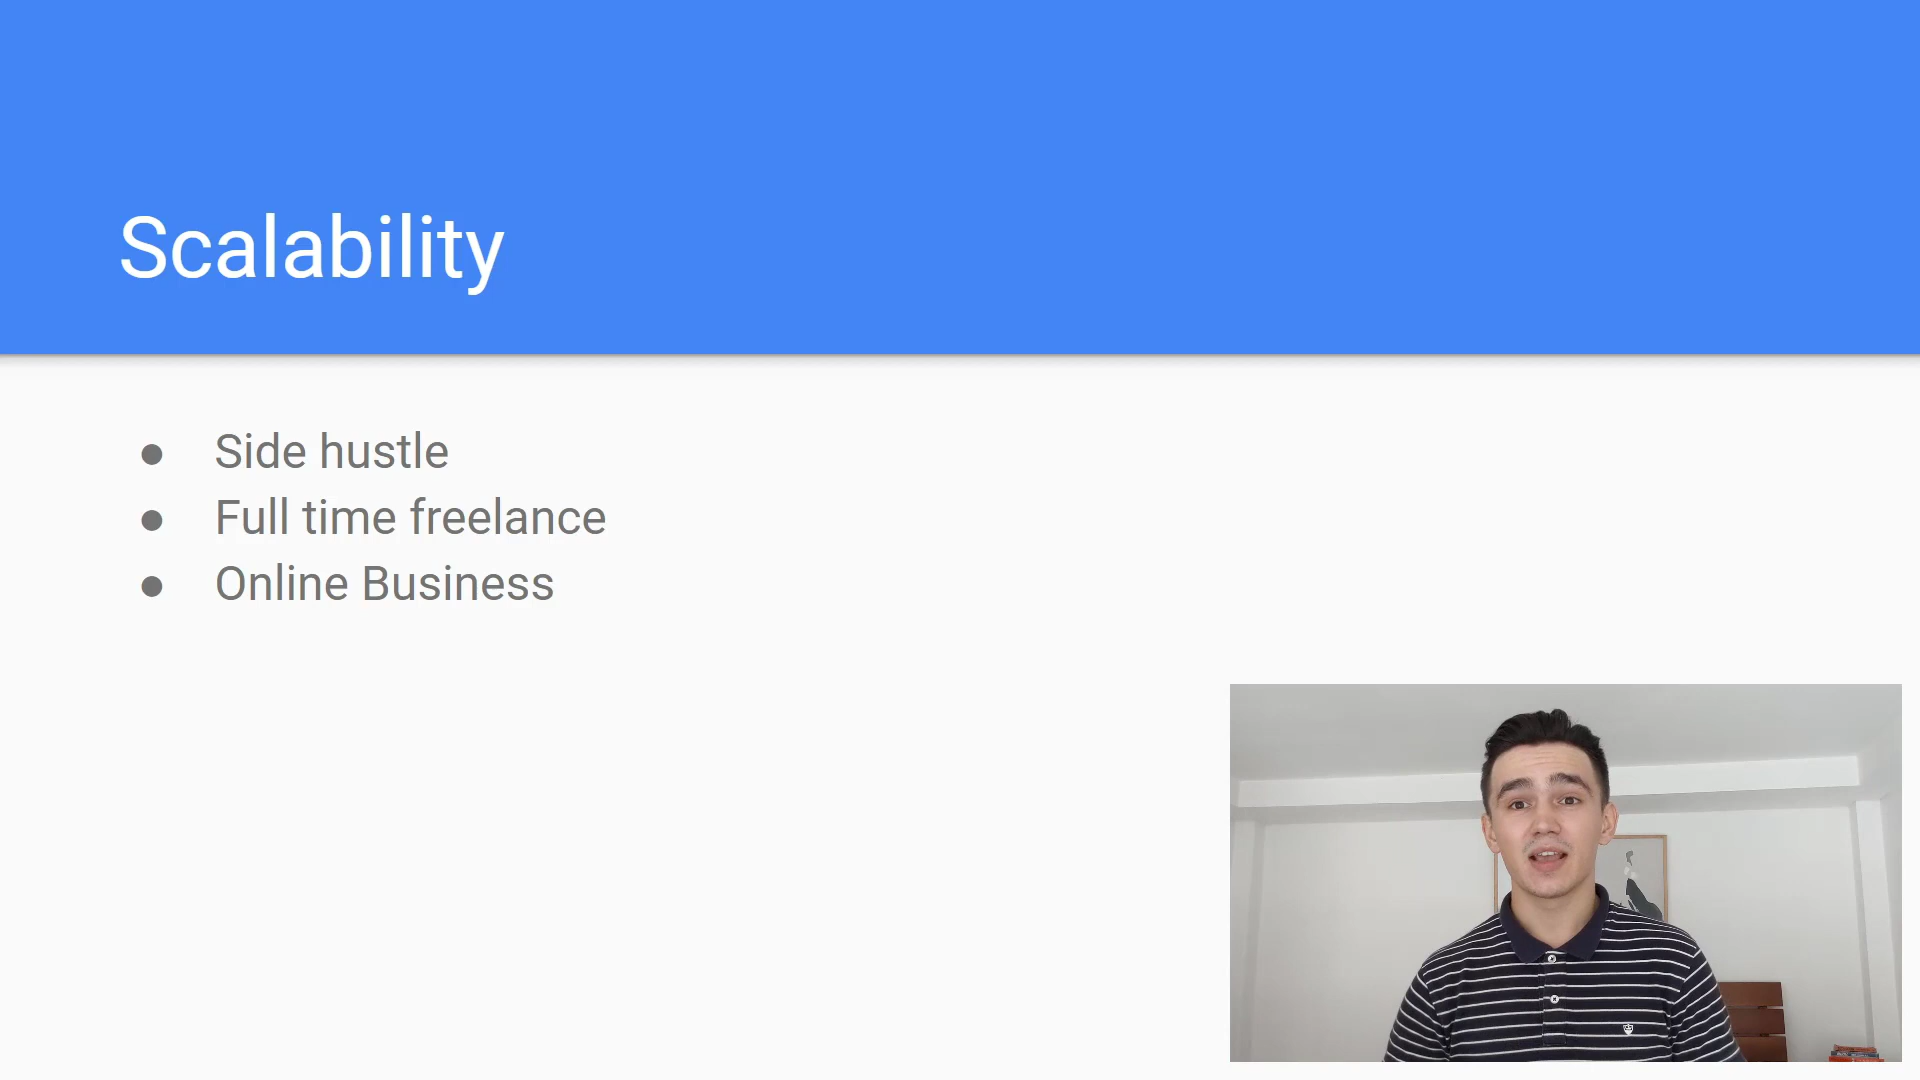 Scalability
● Side hustle
● Full time freelance
● Online Business